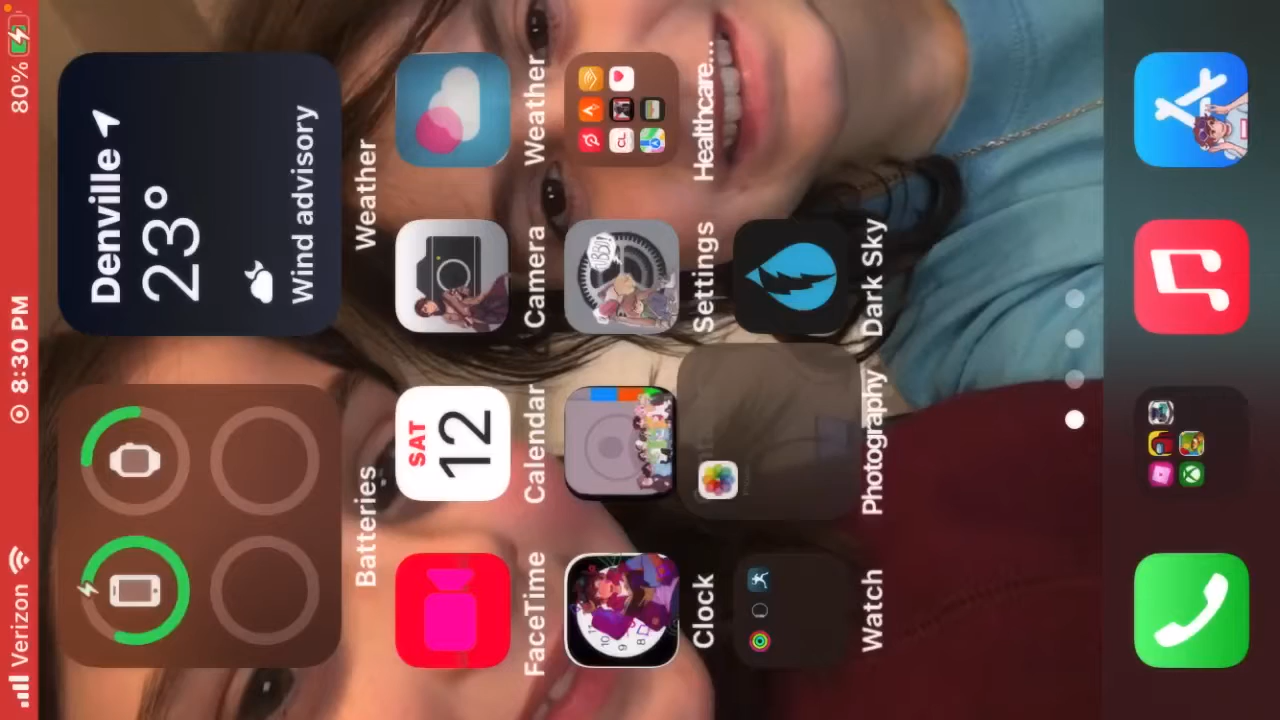 Verizon
8:30 PM
80%
Denville
23°
Wind advisory
Batteries
Weather
SAT
12
FaceTime
Calendar
Camera
Weather...
CL
Clock
Settings
Healthcare...
Watch
Photography
Dark Sky